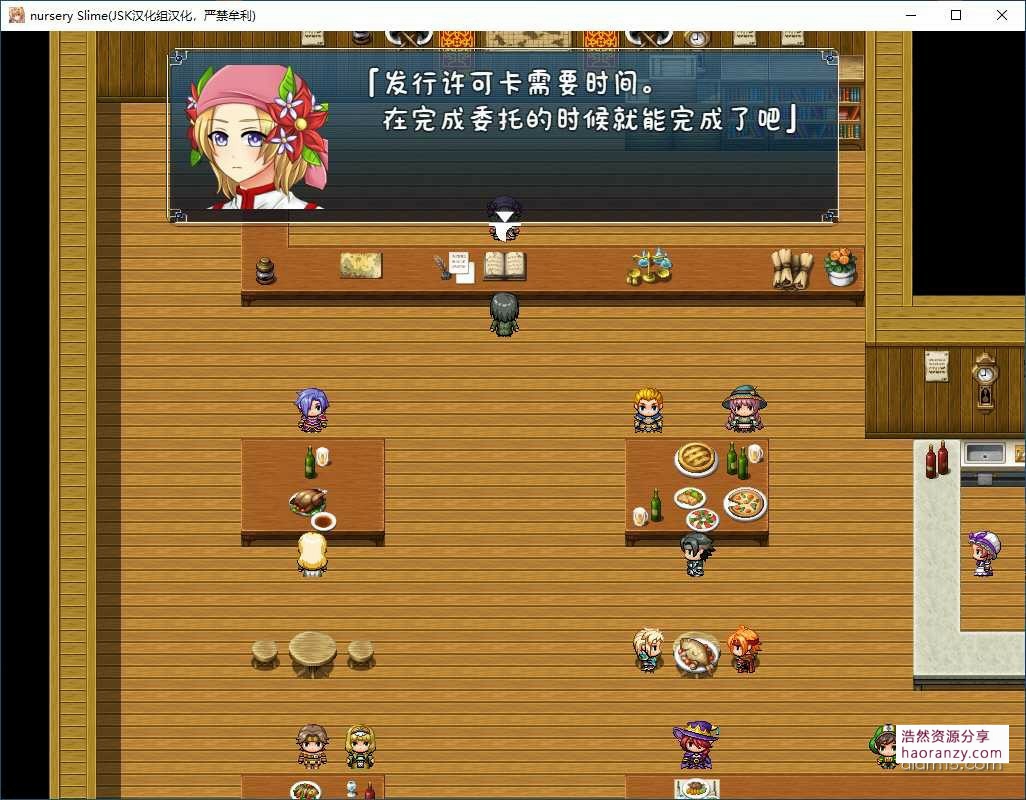 nursery Slime(JSK汉化组汉化，严禁牟利)
「发行许可卡需要时间。
在完成委托的时候就能完成了吧」
浩然资源分享
haoranzy.com